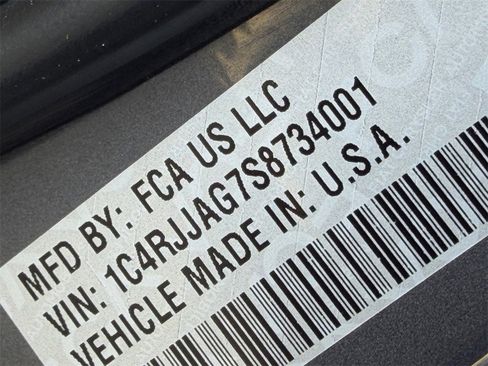 MFD BY: FCA US LLC
VIN: 1C4RJJAG7S8734001
VEHICLE MADE IN: U.S.A.